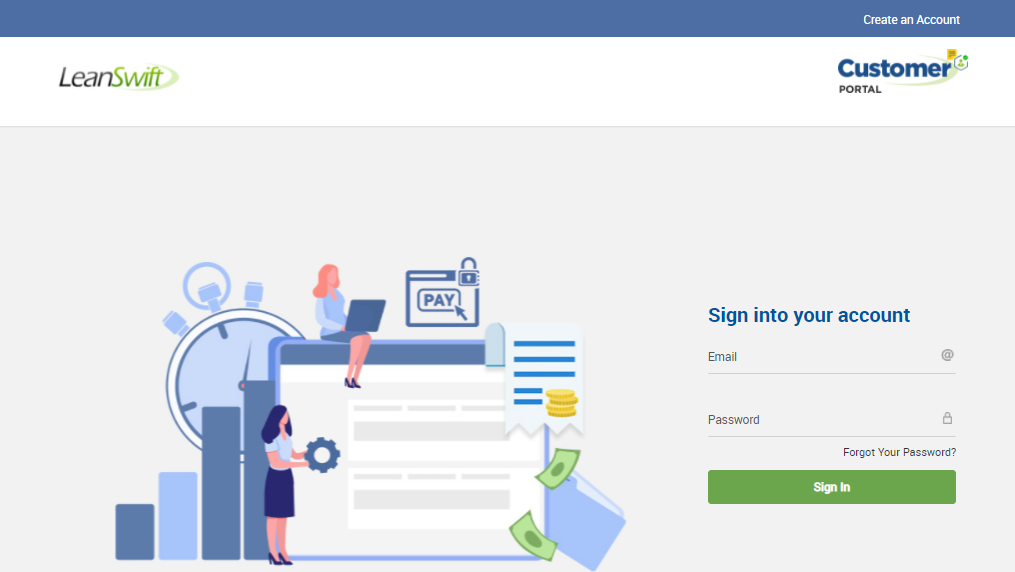 Create an Account
LeanSwift
Customer
PORTAL
PAY
Sign into your account
Email @
Password
Forgot Your Password?
Sign In